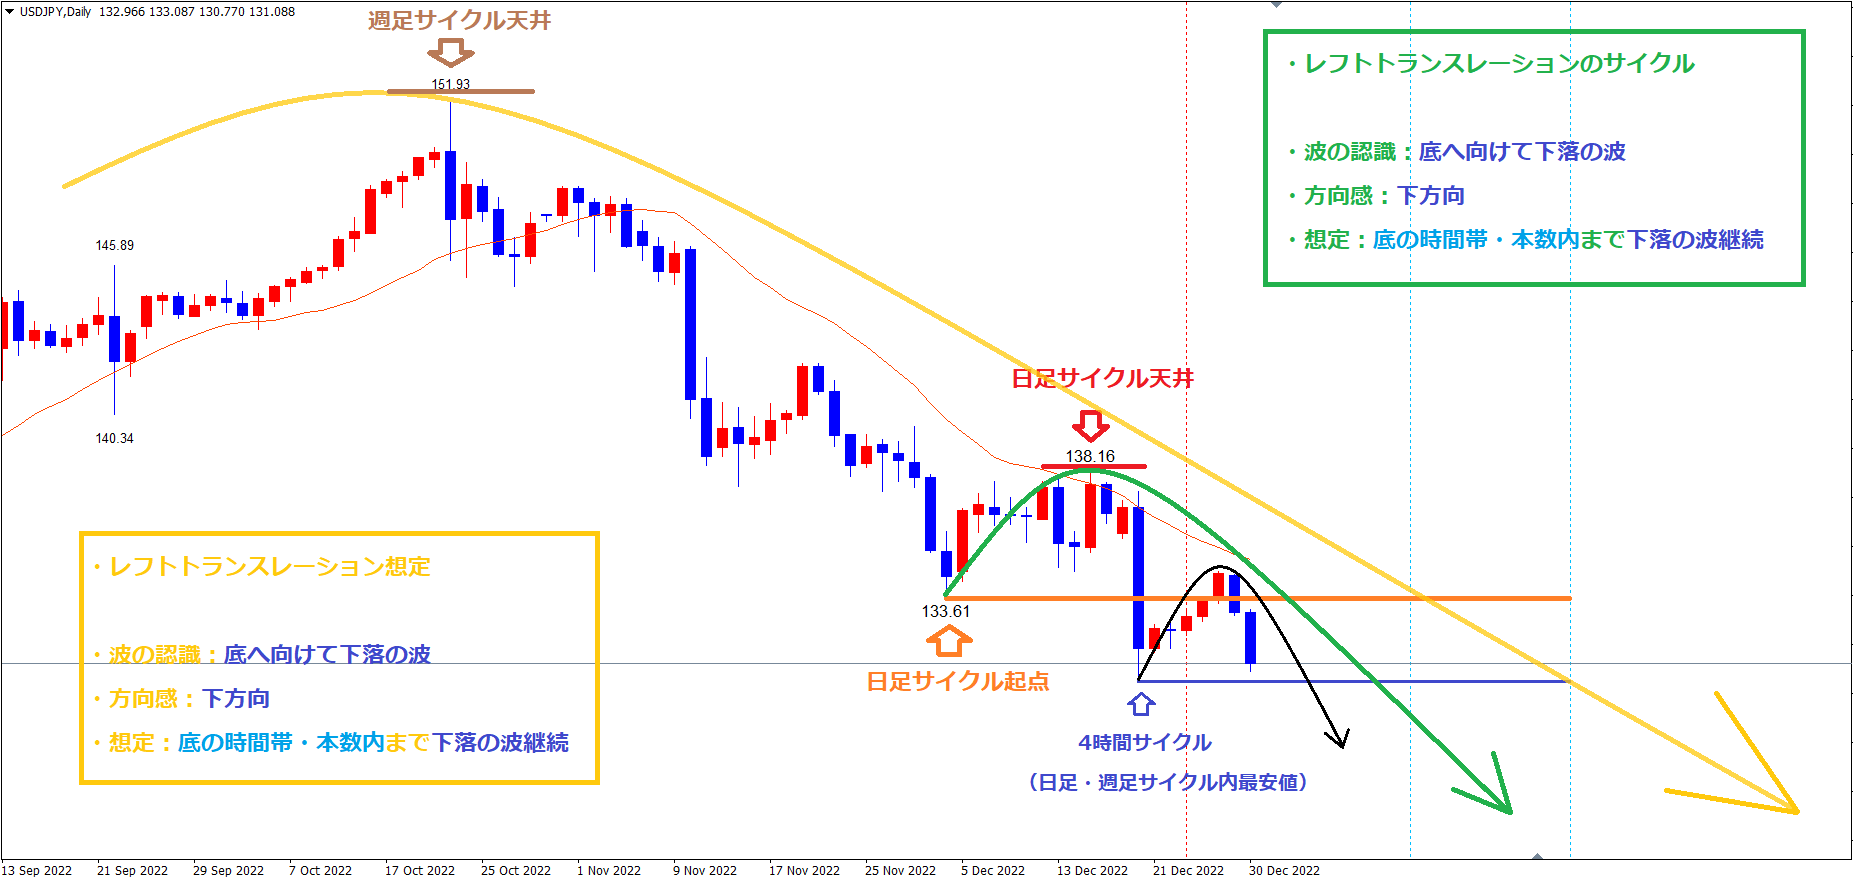 USDJPY,Daily 132.966 133.087 130.770 131.088
週足サイクル天井
151.93
・レフトトランスレーションのサイクル
・波の認識：底へ向けて下落の波
・方向感：下方向
・想定：底の時間帯・本数内まで下落の波継続
145.89
140.34
日足サイクル天井
138.16
・レフトトランスレーション想定
・波の認識：底へ向けて下落の波
・方向感：下方向
・想定：底の時間帯・本数内まで下落の波継続
133.61
日足サイクル起点
4時間サイクル
（日足・週足サイクル内最安値）
13 Sep 2022 21 Sep 2022 29 Sep 2022 7 Oct 2022 17 Oct 2022 25 Oct 2022 1 Nov 2022 9 Nov 2022 17 Nov 2022 25 Nov 2022 5 Dec 2022 13 Dec 2022 21 Dec 2022 30 Dec 2022